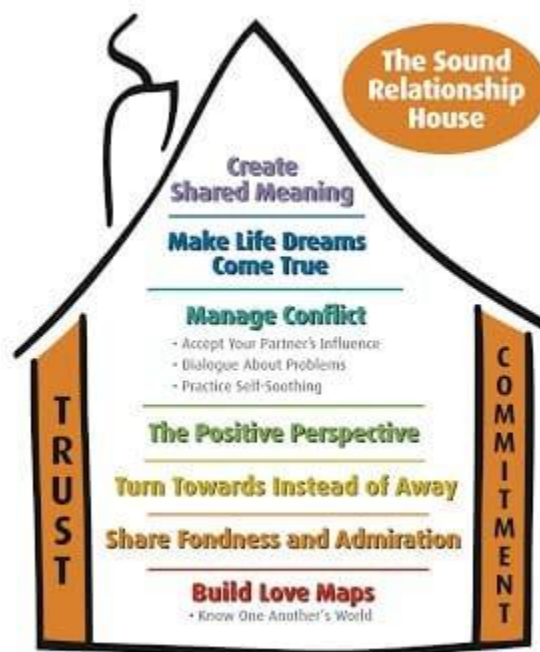 The Sound
Relationship
House
Create
Shared Meaning
Make Life Dreams
Come True
Manage Conflict
• Accept Your Partner's Influence
• Dialogue About Problems
• Practice Self-Soothing
The Positive Perspective
Turn Towards Instead of Away
Share Fondness and Admiration
Build Love Maps
• Know One Another's World
TRUST
COMMITMENT